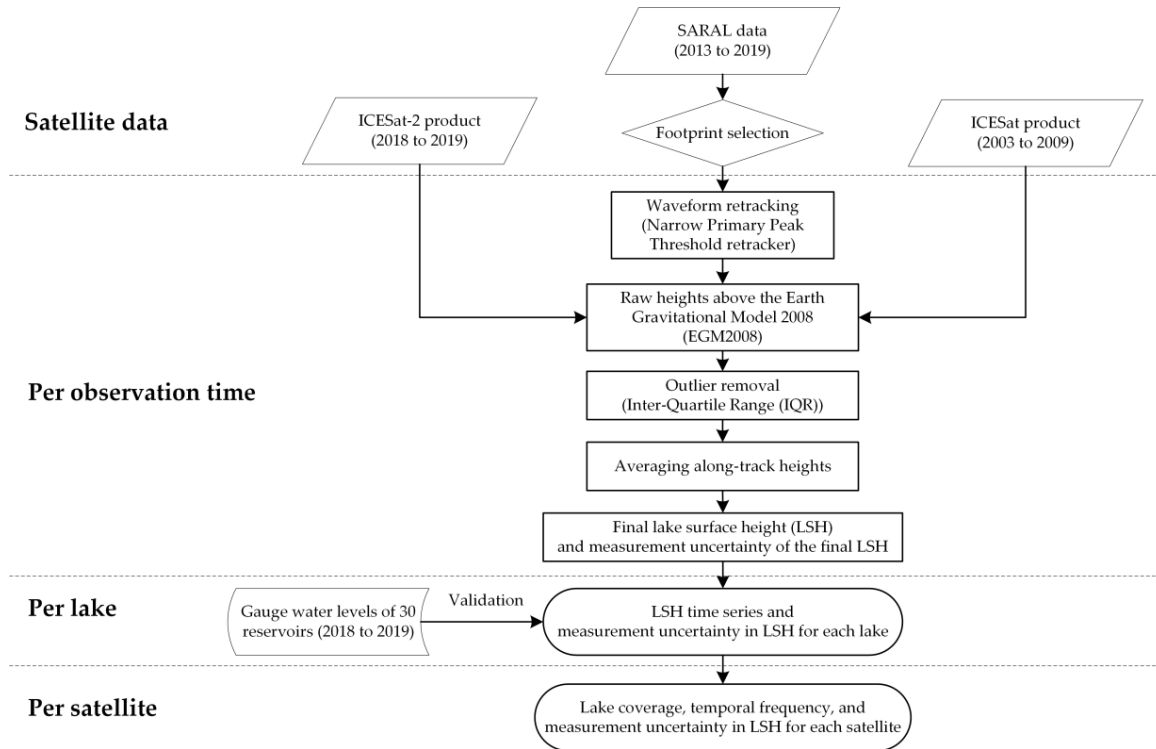 SARAL data
(2013 to 2019)
Satellite data
ICESat-2 product
(2018 to 2019)
Footprint selection
ICESat product
(2003 to 2009)
Waveform retracking
(Narrow Primary Peak
Threshold retracker)
Raw heights above the Earth
Gravitational Model 2008
(EGM2008)
Per observation time
Outlier removal
(Inter-Quartile Range (IQR))
Averaging along-track heights
Final lake surface height (LSH)
and measurement uncertainty of the final LSH
Per lake
Gauge water levels of 30
reservoirs (2018 to 2019)
Validation
LSH time series and
measurement uncertainty in LSH for each lake
Per satellite
Lake coverage, temporal frequency, and
measurement uncertainty in LSH for each satellite